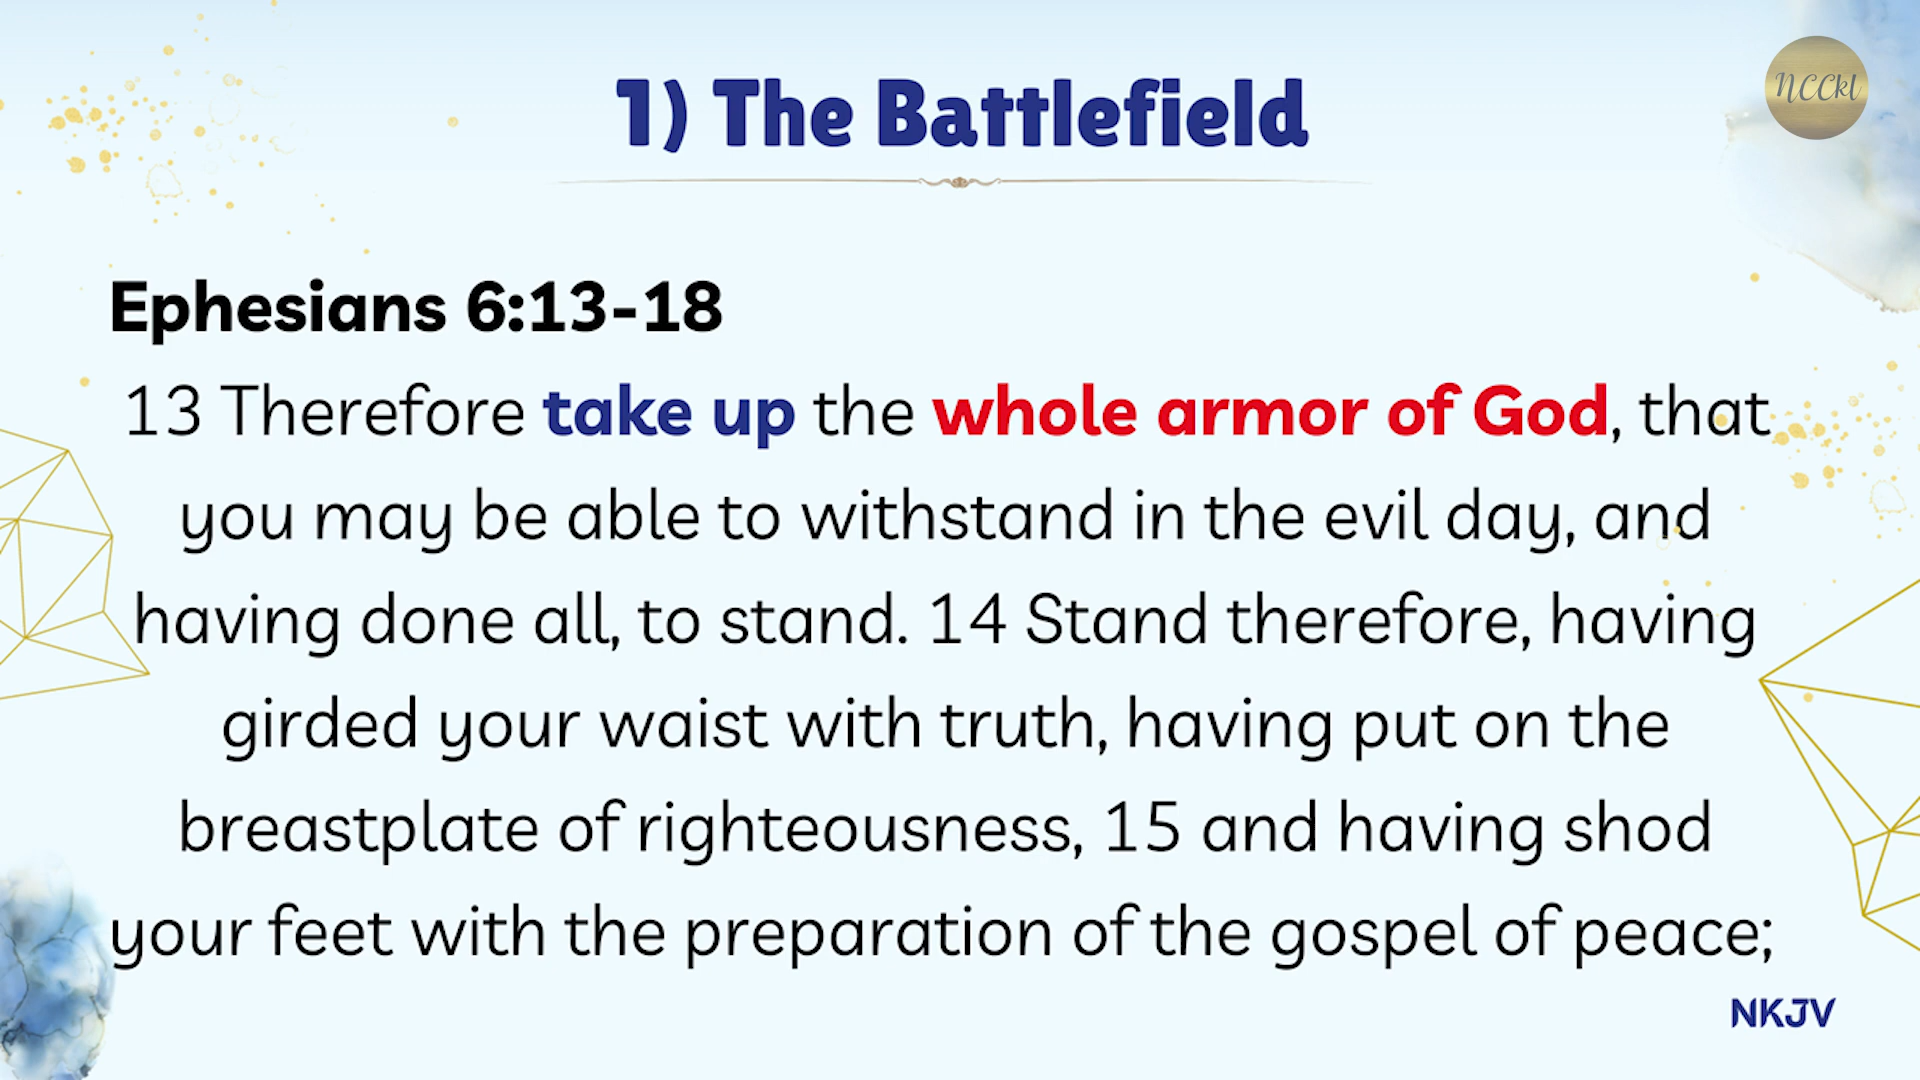 NCCkl
1) The Battlefield
Ephesians 6:13-18
13 Therefore take up the whole armor of God, that
you may be able to withstand in the evil day, and
having done all, to stand. 14 Stand therefore, having
girded your waist with truth, having put on the
breastplate of righteousness, 15 and having shod
your feet with the preparation of the gospel of peace;
NKJV